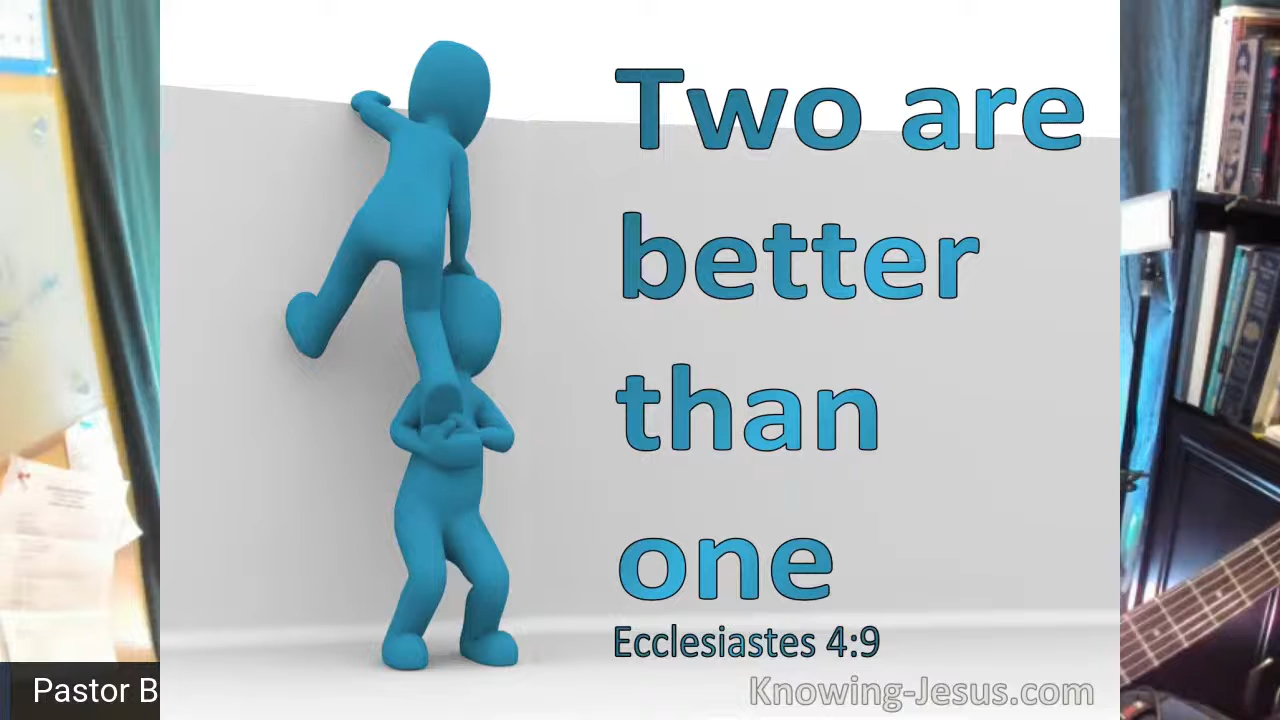 Two are
better
than
one
Ecclesiastes 4:9
Knowing-Jesus.com
Pastor B